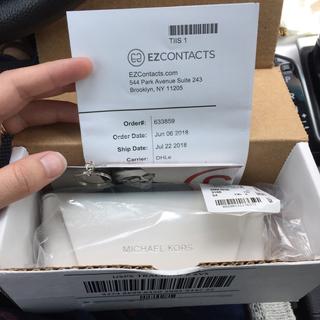 TIIS 1
EZCONTACTS
EZContacts.com
544 Park Avenue Suite 243
Brooklyn, NY 11205
Order#: 633859
Order Date: Jun 06 2018
Ship Date: Jul 22 2018
Carrier: DHLe
MICHAEL KORS